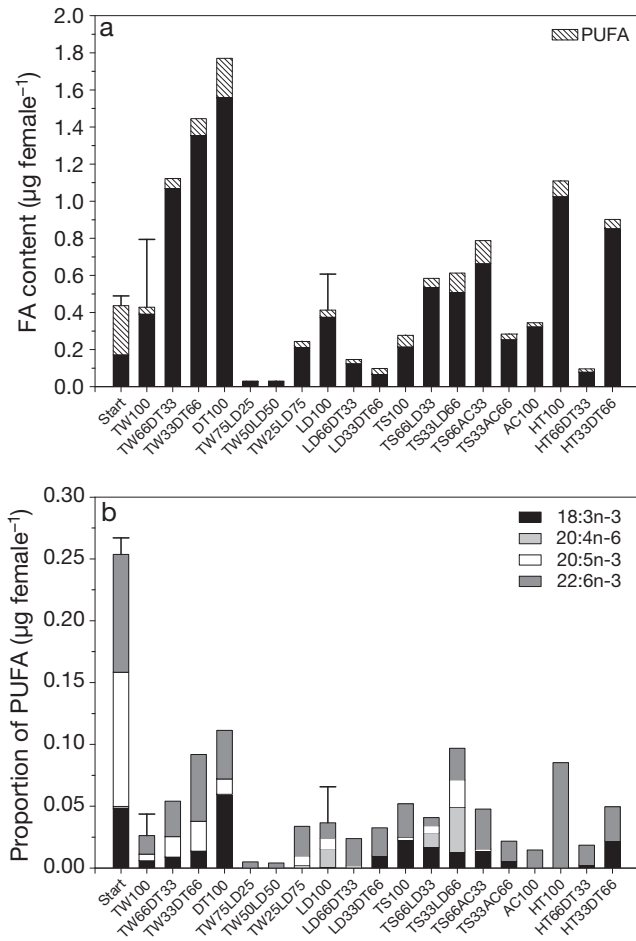 a
PUFA
FA content (µg female⁻¹)
2.0
1.8
1.6
1.4
1.2
1.0
0.8
0.6
0.4
0.2
0.0
Start
TW100
TW66DT33
TW33DT66
DT100
TW75LD25
TW50LD50
TW25LD75
LD100
LD66DT33
LD33DT66
TS100
TS66LD33
TS33LD66
TS66AC33
TS33AC66
AC100
HT100
HT66DT33
HT33DT66
b
18:3n-3
20:4n-6
20:5n-3
22:6n-3
Proportion of PUFA (µg female⁻¹)
0.30
0.25
0.20
0.15
0.10
0.05
0.00
Start
TW100
TW66DT33
TW33DT66
DT100
TW75LD25
TW50LD50
TW25LD75
LD100
LD66DT33
LD33DT66
TS100
TS66LD33
TS33LD66
TS66AC33
TS33AC66
AC100
HT100
HT66DT33
HT33DT66